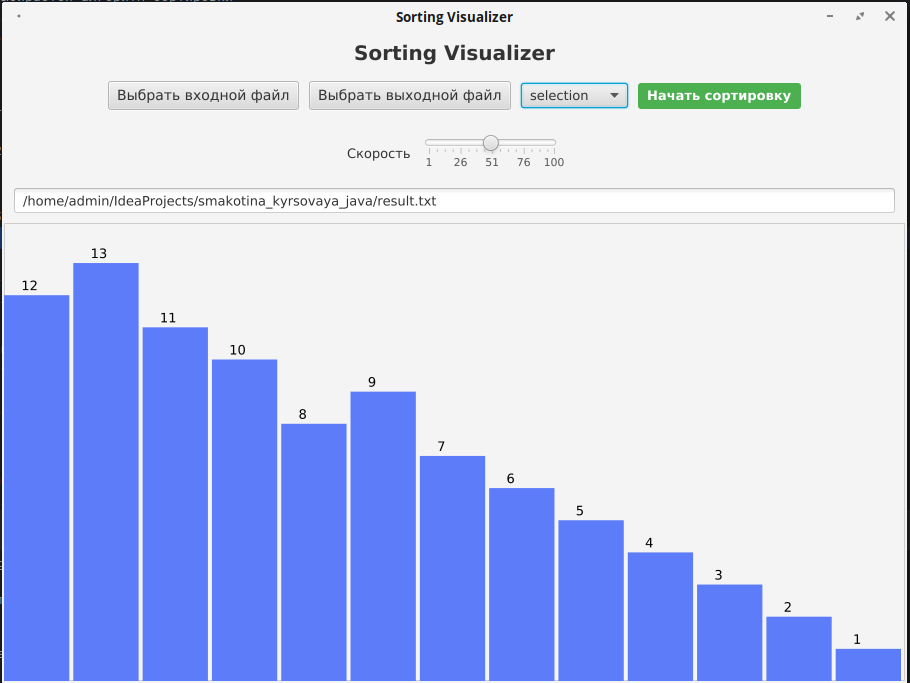 Sorting Visualizer
Sorting Visualizer
Выбрать входной файл Выбрать выходной файл selection Начать сортировку
Скорость
1 26 51 76 100
/home/admin/IdeaProjects/smakotina_kyrsovaya_java/result.txt
12 13 11 10 8 9 7 6 5 4 3 2 1